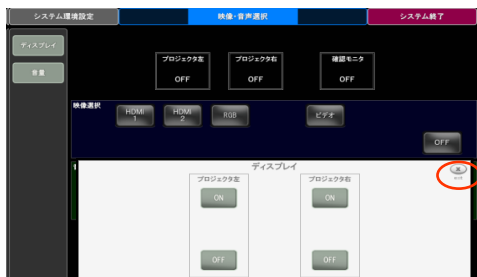 システム環境設定
映像・音声選択
システム終了
ディスプレイ
音量
プロジェクタ左
OFF
プロジェクタ右
OFF
確認モニタ
OFF
映像選択
HDMI
1
HDMI
2
RGB
ビデオ
OFF
1
ディスプレイ
プロジェクタ左
プロジェクタ右
ON
ON
OFF
OFF